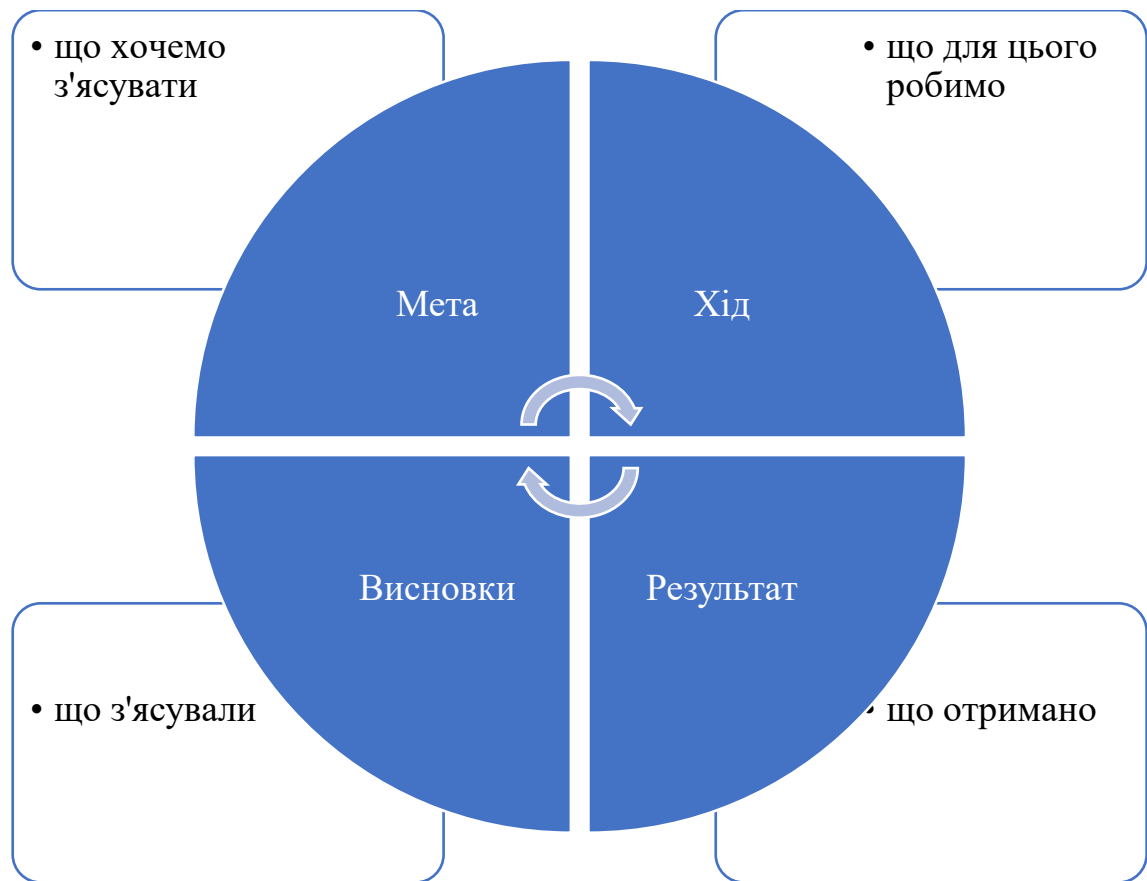 • що хочемо
з'ясувати
• що для цього
робимо
Мета
Хід
Висновки
Результат
• що з'ясували
• що отримано